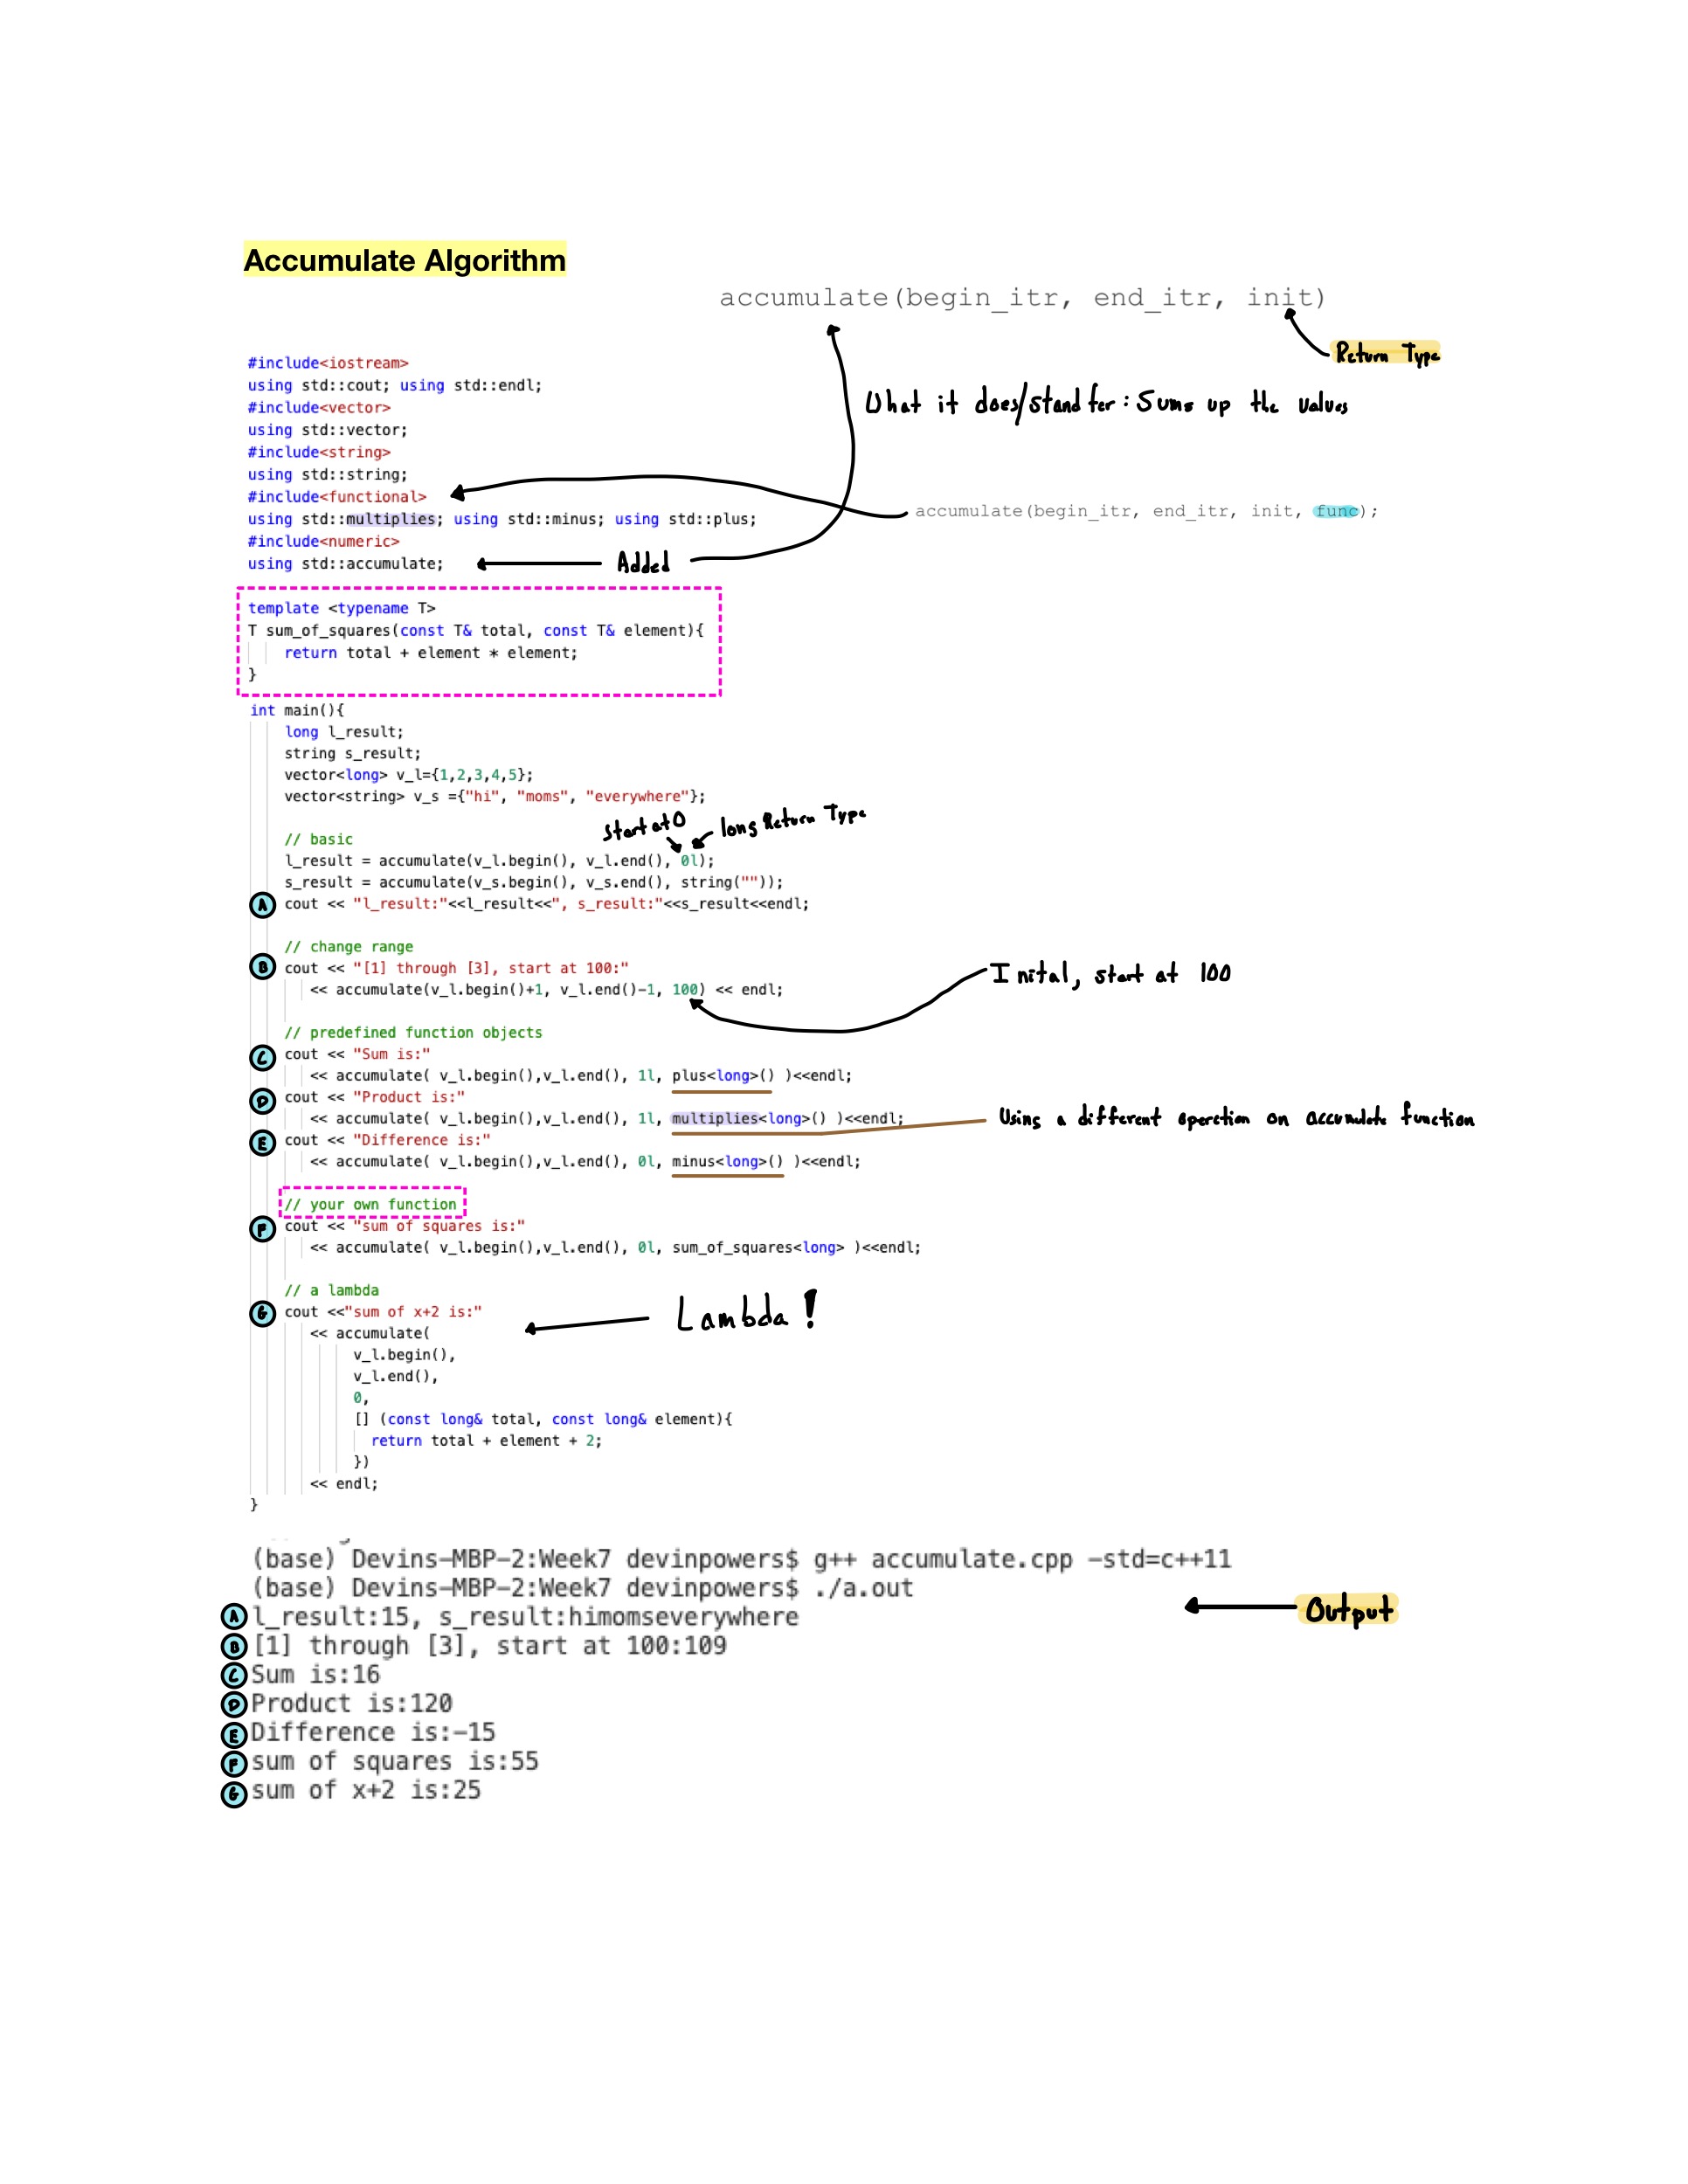 Accumulate Algorithm
accumulate(begin_itr, end_itr, init)
Return Type
What it does/stand for: Sums up the values
accumulate(begin_itr, end_itr, init, func);
#include<iostream>
using std::cout; using std::endl;
#include<vector>
using std::vector;
#include<string>
using std::string;
#include<functional>
using std::multiplies; using std::minus; using std::plus;
#include<numeric>
using std::accumulate;
Added
template <typename T>
T sum_of_squares(const T& total, const T& element){
return total + element * element;
}
int main(){
long l_result;
string s_result;
vector<long> v_l={1,2,3,4,5};
vector<string> v_s ={"hi", "moms", "everywhere"};
start at 0
long Return Type
// basic
l_result = accumulate(v_l.begin(), v_l.end(), 0l);
s_result = accumulate(v_s.begin(), v_s.end(), string(""));
A cout << "l_result:"<<l_result<<", s_result:"<<s_result<<endl;
// change range
B cout << "[1] through [3], start at 100:"
<< accumulate(v_l.begin()+1, v_l.end()-1, 100) << endl;
Inital, start at 100
// predefined function objects
C cout << "Sum is:"
<< accumulate( v_l.begin(),v_l.end(), 1l, plus<long>() )<<endl;
D cout << "Product is:"
<< accumulate( v_l.begin(),v_l.end(), 1l, multiplies<long>() )<<endl;
Using a different operction on accumulate function
E cout << "Difference is:"
<< accumulate( v_l.begin(),v_l.end(), 0l, minus<long>() )<<endl;
// your own function
F cout << "sum of squares is:"
<< accumulate( v_l.begin(),v_l.end(), 0l, sum_of_squares<long> )<<endl;
// a lambda
G cout <<"sum of x+2 is:"
Lambda!
<< accumulate(
v_l.begin(),
v_l.end(),
0,
[] (const long& total, const long& element){
return total + element + 2;
})
<< endl;
}
(base) Devins-MBP-2:Week7 devinpowers$ g++ accumulate.cpp -std=c++11
(base) Devins-MBP-2:Week7 devinpowers$ ./a.out
Output
A l_result:15, s_result:himomseverywhere
B [1] through [3], start at 100:109
C Sum is:16
D Product is:120
E Difference is:-15
F sum of squares is:55
G sum of x+2 is:25